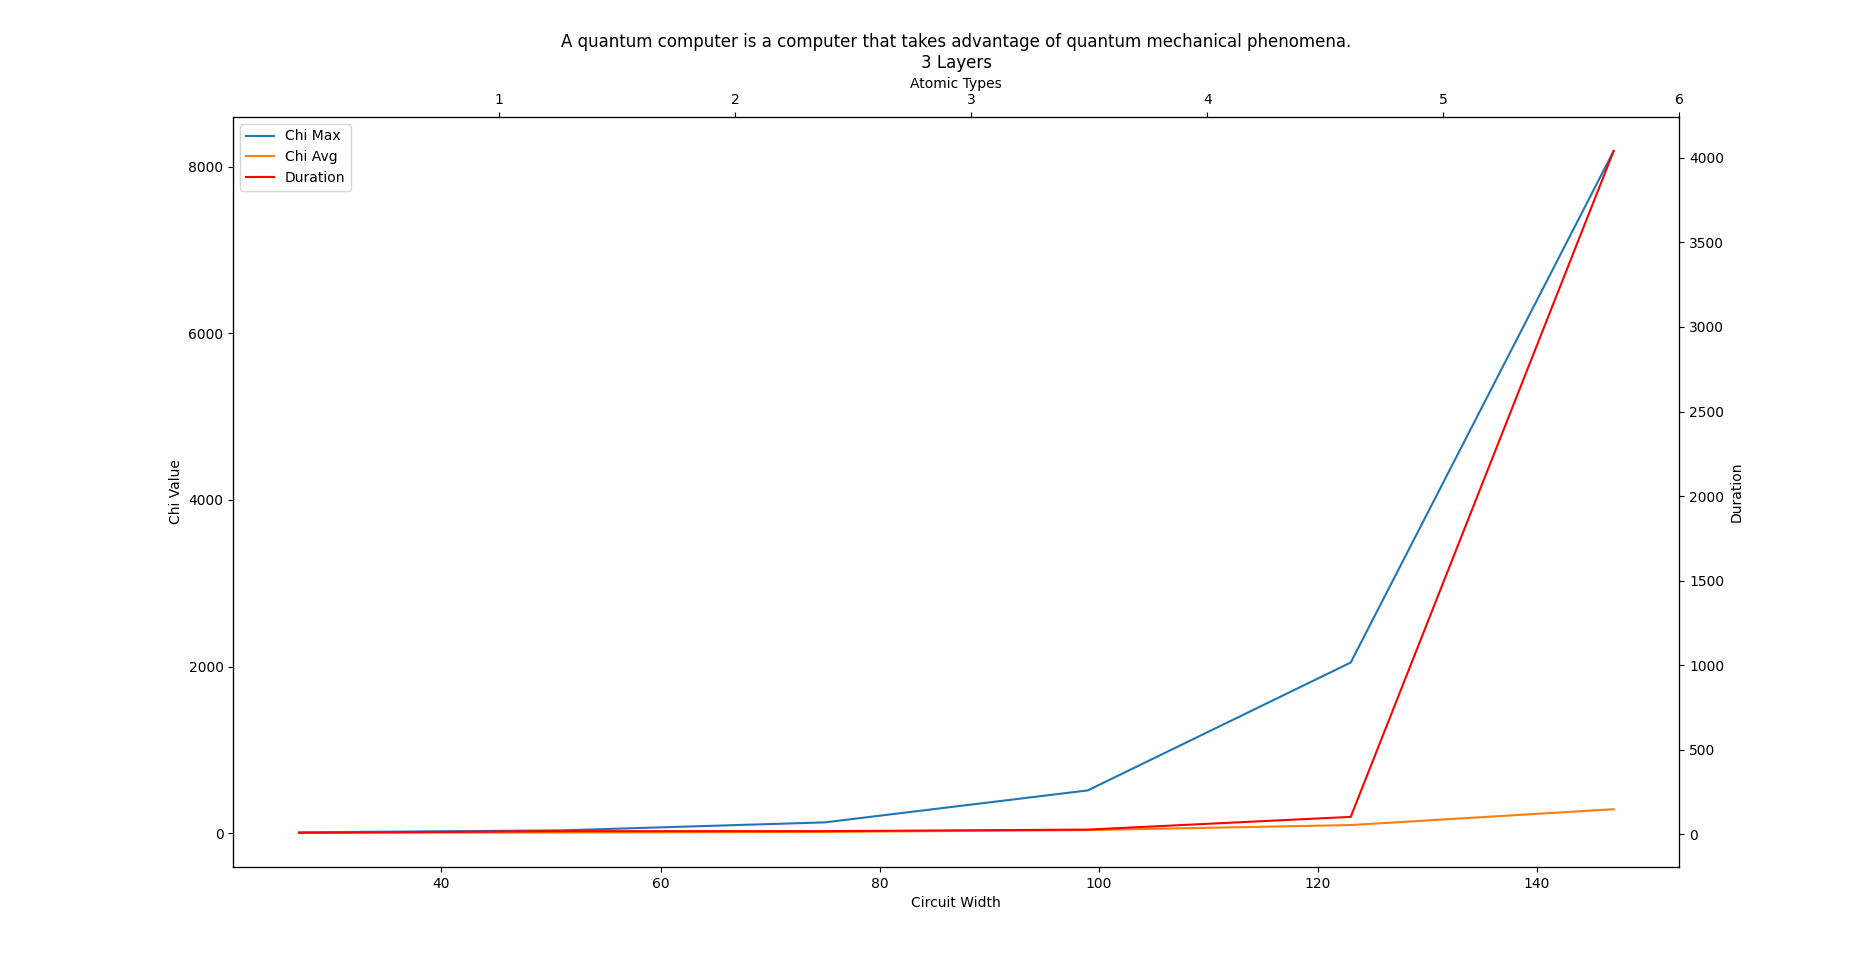 A quantum computer is a computer that takes advantage of quantum mechanical phenomena.
3 Layers
Atomic Types
1 2 3 4 5 6
Chi Max
Chi Avg
Duration
8000
6000
4000
2000
0
Chi Value
4000
3500
3000
2500
2000
1500
1000
500
0
Duration
40 60 80 100 120 140
Circuit Width